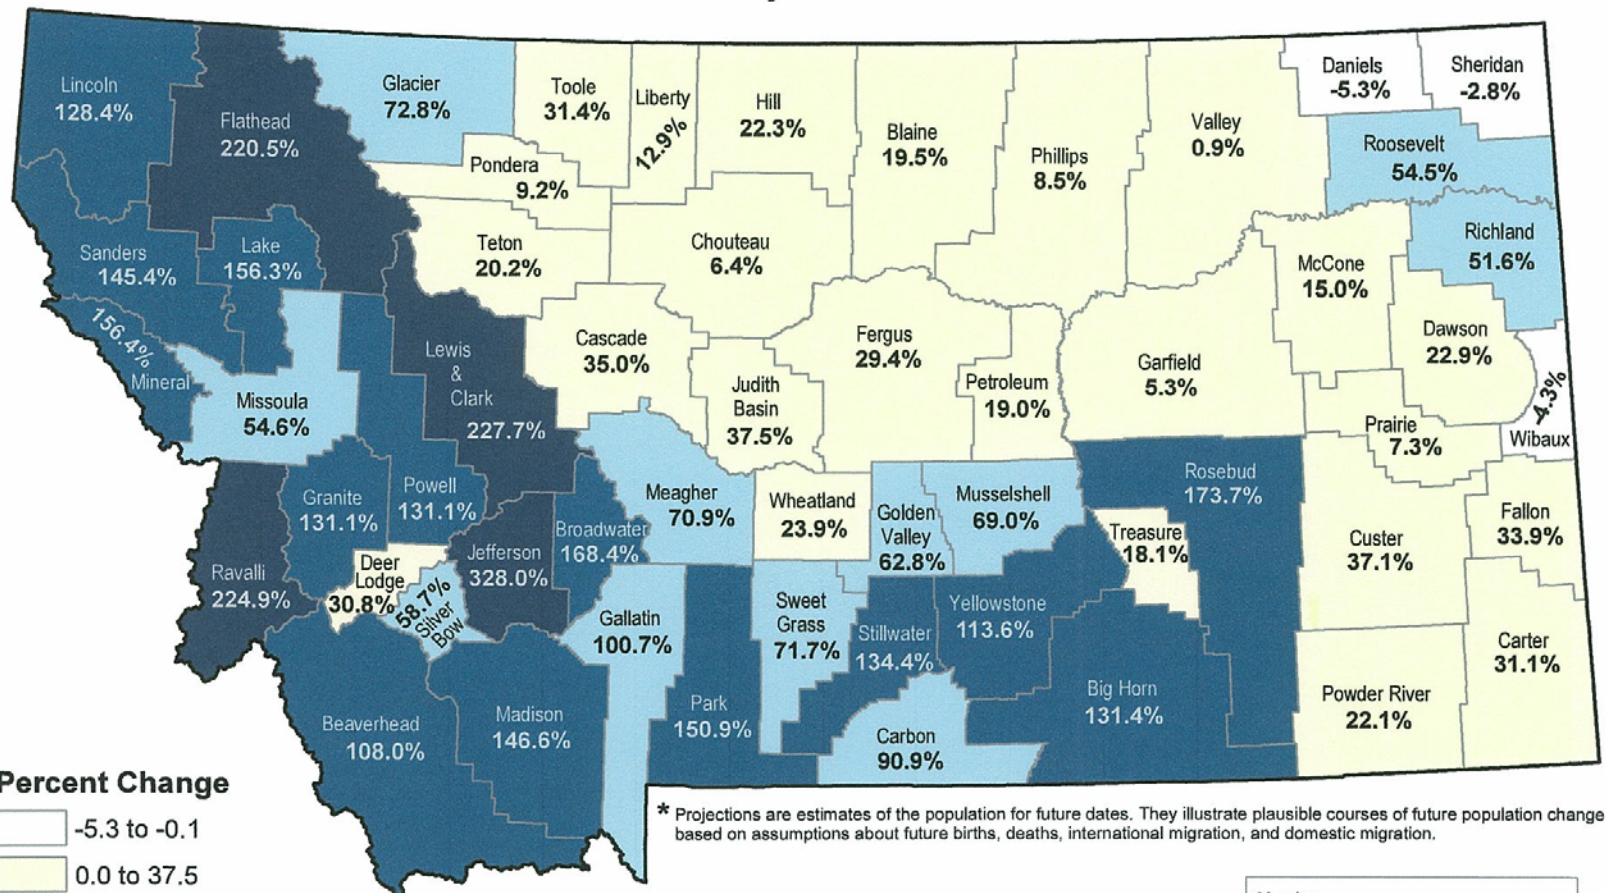 Lincoln
128.4%
Flathead
220.5%
Glacier
72.8%
Toole
31.4%
Liberty
12.9%
Hill
22.3%
Blaine
19.5%
Phillips
8.5%
Valley
0.9%
Daniels
-5.3%
Sheridan
-2.8%
Roosevelt
54.5%
Pondera
9.2%
Richland
51.6%
Sanders
145.4%
Lake
156.3%
Teton
20.2%
Chouteau
6.4%
McCone
15.0%
Dawson
22.9%
156.4%
Mineral
Missoula
54.6%
Lewis
&
Clark
227.7%
Cascade
35.0%
Judith
Basin
37.5%
Fergus
29.4%
Petroleum
19.0%
Garfield
5.3%
Prairie
7.3%
-4.3%
Wibaux
Granite
131.1%
Powell
131.1%
Meagher
70.9%
Wheatland
23.9%
Golden
Valley
62.8%
Musselshell
69.0%
Rosebud
173.7%
Treasure
18.1%
Custer
37.1%
Fallon
33.9%
Ravalli
224.9%
Deer
Lodge
30.8%
58.7%
Silver
Bow
Jefferson
328.0%
Broadwater
168.4%
Gallatin
100.7%
Sweet
Grass
71.7%
Stillwater
134.4%
Yellowstone
113.6%
Big Horn
131.4%
Carter
31.1%
Powder River
22.1%
Beaverhead
108.0%
Madison
146.6%
Park
150.9%
Carbon
90.9%
Percent Change
-5.3 to -0.1
0.0 to 37.5
* Projections are estimates of the population for future dates. They illustrate plausible courses of future population change
based on assumptions about future births, deaths, international migration, and domestic migration.